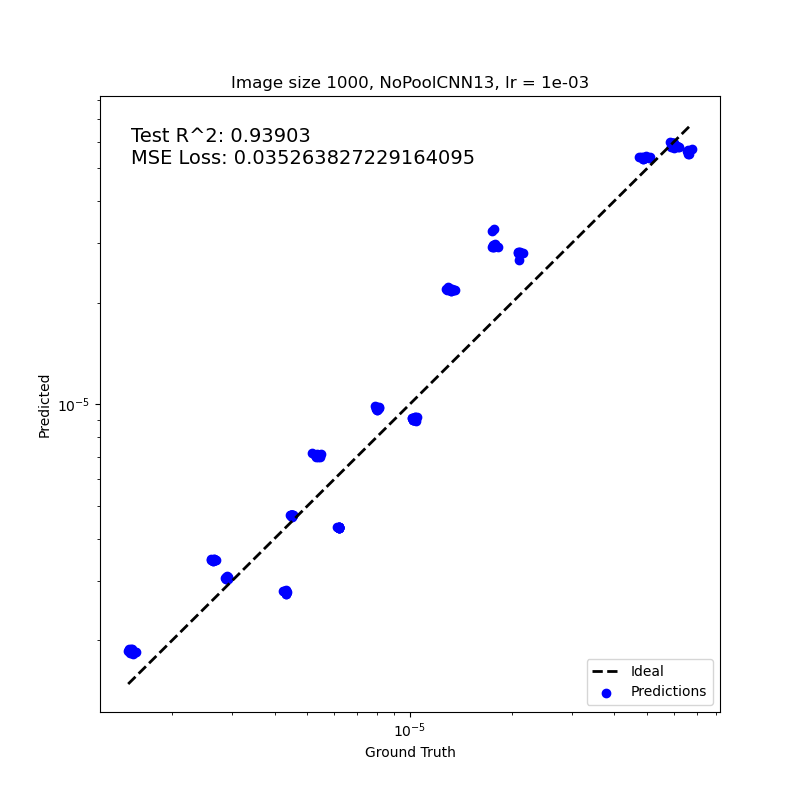 Image size 1000, NoPoolCNN13, lr = 1e-03
Test R^2: 0.93903
MSE Loss: 0.035263827229164095
Predicted
10⁻⁵
Ideal
Predictions
10⁻⁵
Ground Truth